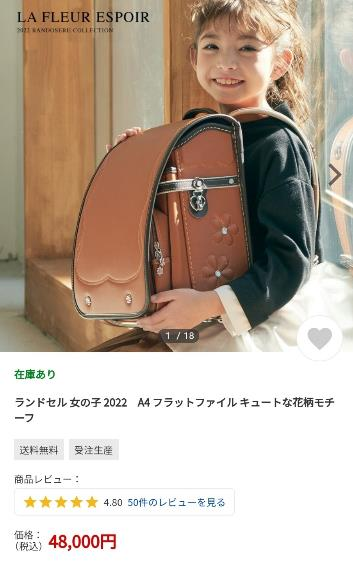 LA FLEUR ESPOIR
2022 RANDOSERU COLLECTION
1 / 18
在庫あり
ランドセル 女の子 2022　A4 フラットファイル キュートな花柄モチ
ーフ
送料無料 受注生産
商品レビュー：
4.80 50件のレビューを見る
価格：
(税込) 48,000円